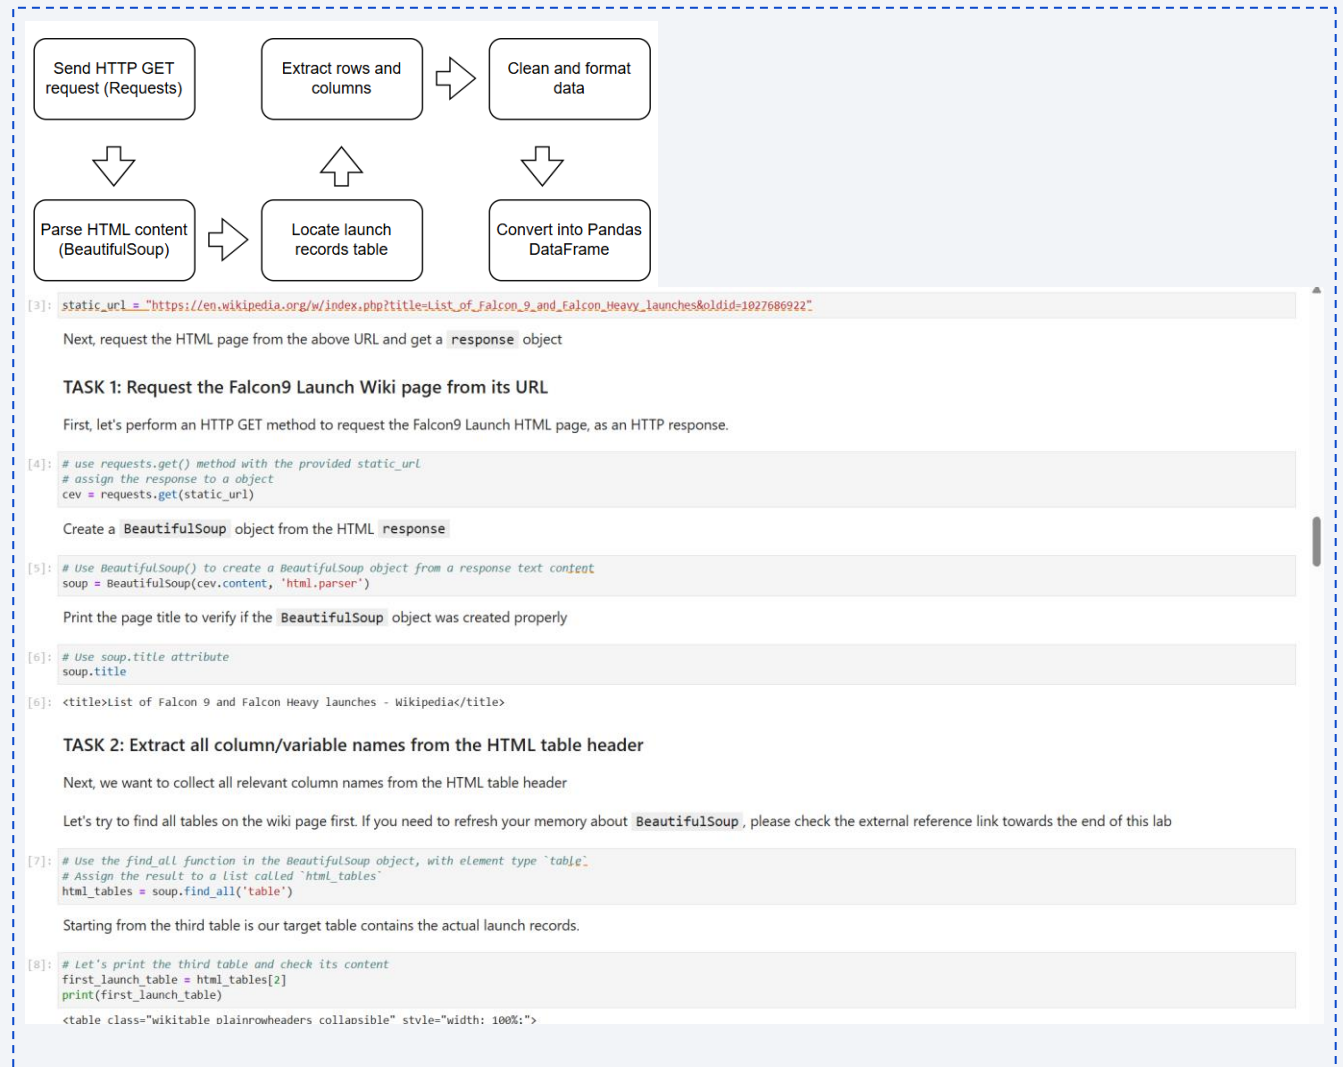 Send HTTP GET
request (Requests)
Parse HTML content
(BeautifulSoup)
Locate launch
records table
Extract rows and
columns
Clean and format
data
Convert into Pandas
DataFrame
[3]: static_url = "https://en.wikipedia.org/w/index.php?title=List_of_Falcon_9_and_Falcon_Heavy_launches&oldid=1027686922"
Next, request the HTML page from the above URL and get a response object
TASK 1: Request the Falcon9 Launch Wiki page from its URL
First, let's perform an HTTP GET method to request the Falcon9 Launch HTML page, as an HTTP response.
[4]: # use requests.get() method with the provided static_url
# assign the response to a object
cev = requests.get(static_url)
Create a BeautifulSoup object from the HTML response
[5]: # Use BeautifulSoup() to create a BeautifulSoup object from a response text content
soup = BeautifulSoup(cev.content, 'html.parser')
Print the page title to verify if the BeautifulSoup object was created properly
[6]: # Use soup.title attribute
soup.title
[6]: <title>List of Falcon 9 and Falcon Heavy launches - Wikipedia</title>
TASK 2: Extract all column/variable names from the HTML table header
Next, we want to collect all relevant column names from the HTML table header
Let's try to find all tables on the wiki page first. If you need to refresh your memory about BeautifulSoup, please check the external reference link towards the end of this lab
[7]: # Use the find_all function in the BeautifulSoup object, with element type `table`
# Assign the result to a list called `html_tables`
html_tables = soup.find_all('table')
Starting from the third table is our target table contains the actual launch records.
[8]: # Let's print the third table and check its content
first_launch_table = html_tables[2]
print(first_launch_table)
<table class="wikitable plainrowheaders collapsible" style="width: 100%;">